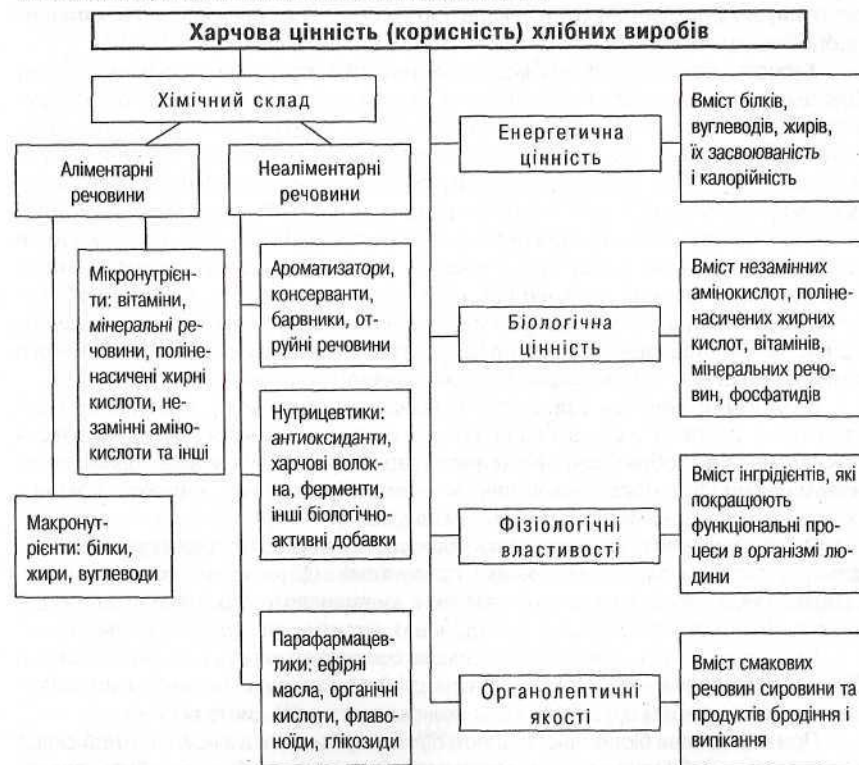 Харчова цінність (корисність) хлібних виробів
Хімічний склад
Аліментарні
речовини
Неаліментарні
речовини
Мікронутрієн-
ти: вітаміни,
мінеральні ре-
човини, поліне-
насичені жирні
кислоти, не-
замінні аміно-
кислоти та інші
Макронут-
рієнти: білки,
жири, вуглеводи
Ароматизатори,
консерванти,
барвники, от-
руйні речовини
Нутрицевтики:
антиоксиданти,
харчові волок-
на, ферменти,
інші біологічно-
активні добавки
Парафармацев-
тики: ефірні
масла, органічні
кислоти, флаво-
ноїди, глікозиди
Енергетична
цінність
Вміст білків,
вуглеводів, жирів,
їх засвоюваність
і калорійність
Біологічна
цінність
Вміст незамінних
амінокислот, поліне-
насичених жирних
кислот, вітамінів,
мінеральних речо-
вин, фосфатидів
Фізіологічні
властивості
Вміст інгрідієнтів, які
покращюють
функціональні про-
цеси в організмі лю-
дини
Органолептичні
якості
Вміст смакових
речовин сировини та
продуктів бродіння і
випікання